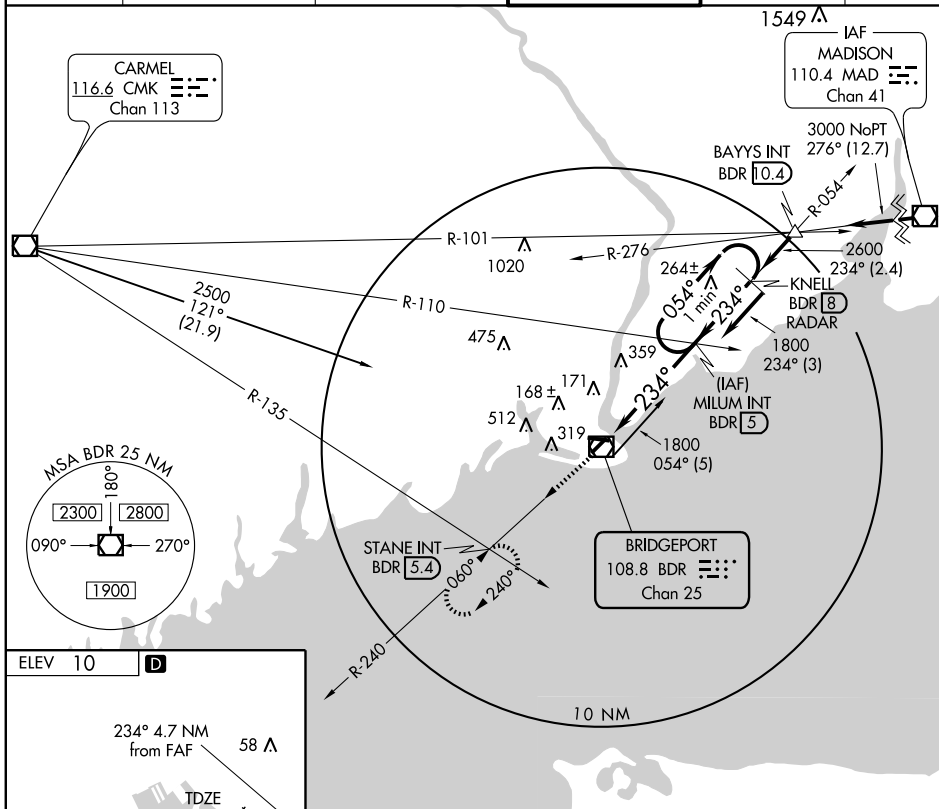 1549
IAF
MADISON
110.4 MAD
Chan 41
CARMEL
116.6 CMK
Chan 113
3000 NoPT
276° (12.7)
BAYYS INT
BDR 10.4
R-054
R-101
1020
R-276
264±
2600
234° (2.4)
KNELL
BDR 8
RADAR
2500
121°
(21.9)
R-110
054°
1 min
234°
1800
234° (3)
475
359
(IAF)
MILUM INT
BDR 5
R-135
168 ±
171
234°
512
319
1800
054° (5)
MSA BDR 25 NM
180°
2300
2800
090°
270°
1900
STANE INT
BDR 5.4
060°
240°
BRIDGEPORT
108.8 BDR
Chan 25
R-240
ELEV 10
D
10 NM
234° 4.7 NM
from FAF
58
TDZE